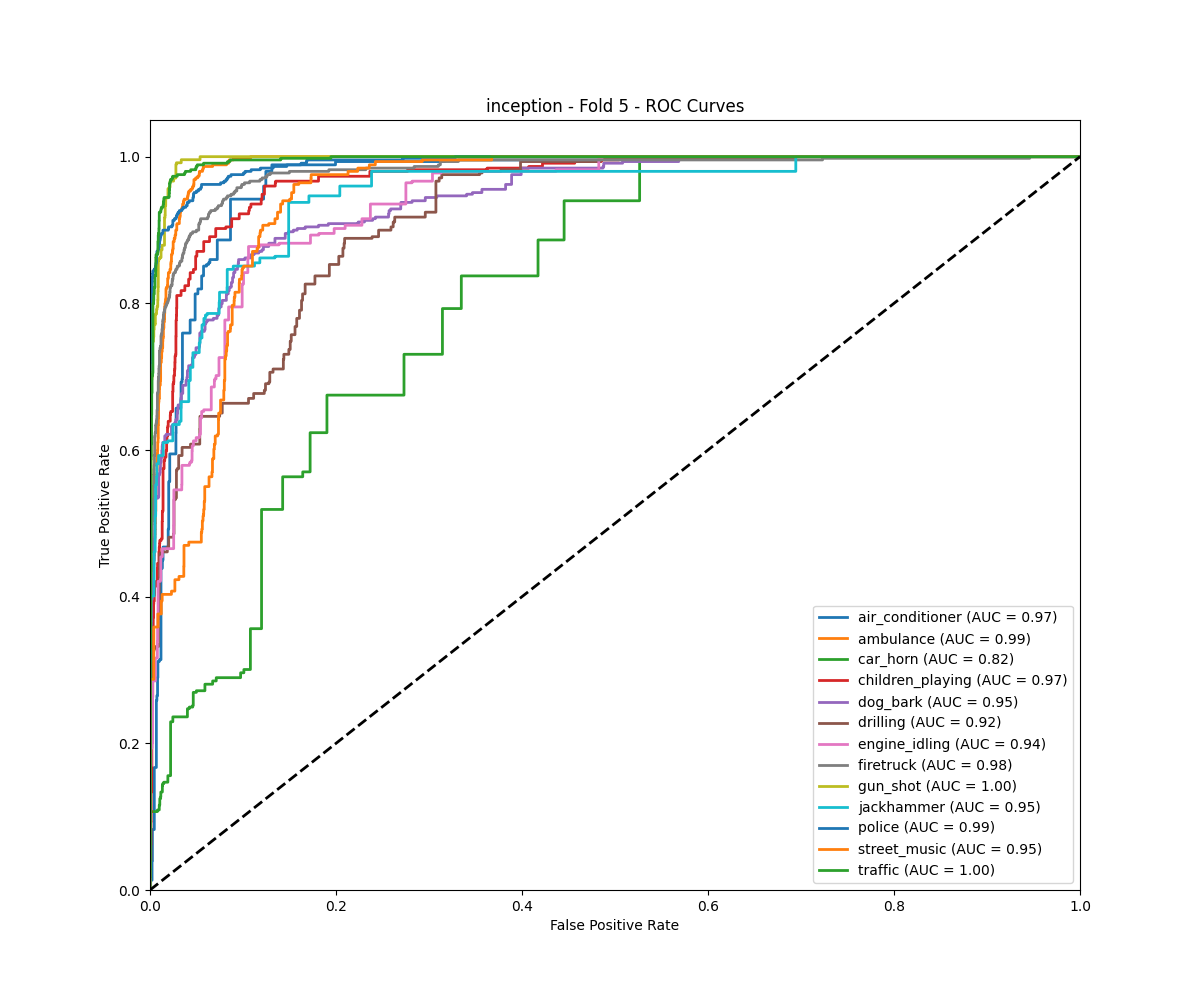 inception - Fold 5 - ROC Curves
1.0
0.8
0.6
0.4
0.2
0.0
True Positive Rate
air_conditioner (AUC = 0.97)
ambulance (AUC = 0.99)
car_horn (AUC = 0.82)
children_playing (AUC = 0.97)
dog_bark (AUC = 0.95)
drilling (AUC = 0.92)
engine_idling (AUC = 0.94)
firetruck (AUC = 0.98)
gun_shot (AUC = 1.00)
jackhammer (AUC = 0.95)
police (AUC = 0.99)
street_music (AUC = 0.95)
traffic (AUC = 1.00)
0.0 0.2 0.4 0.6 0.8 1.0
False Positive Rate